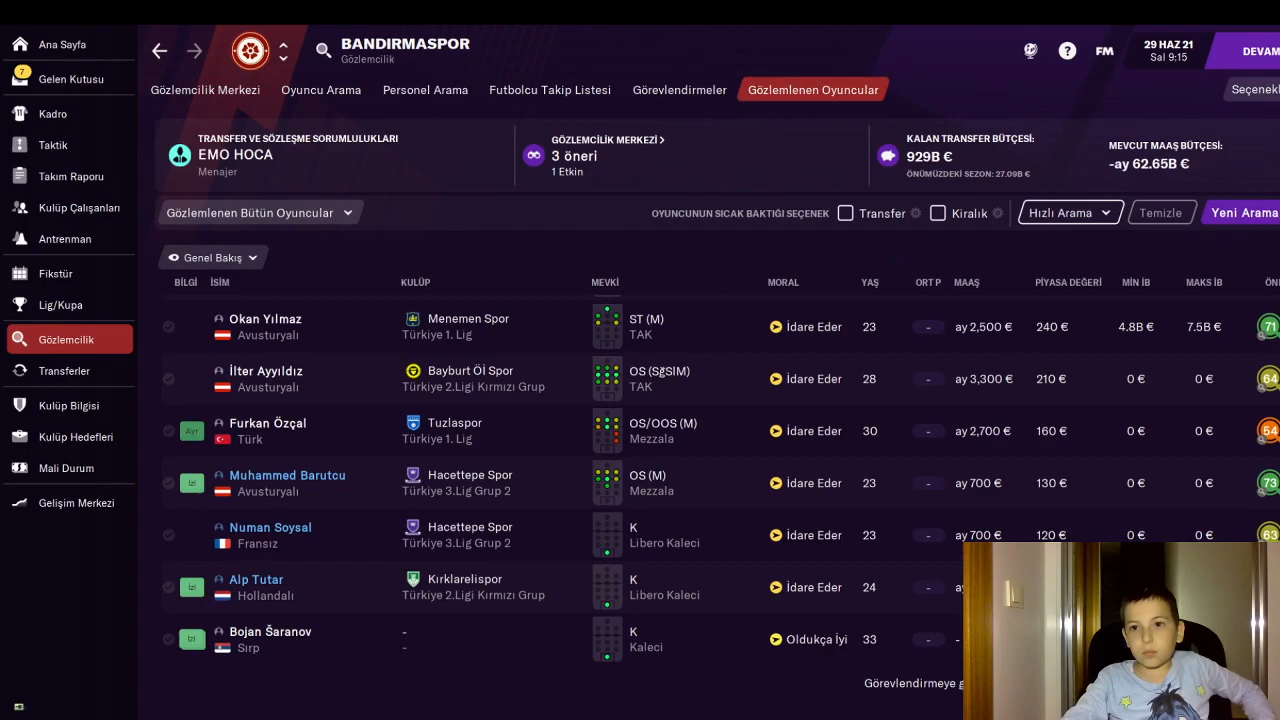 Ana Sayfa
7
Gelen Kutusu
Kadro
Taktik
Takım Raporu
Kulüp Çalışanları
Antrenman
Fikstür
Lig/Kupa
Gözlemcilik
Transferler
Kulüp Bilgisi
Kulüp Hedefleri
Mali Durum
Gelişim Merkezi
BANDIRMASPOR
Gözlemcilik
FM
29 HAZ 21
Sal 9:15
DEVAM
Gözlemcilik Merkezi Oyuncu Arama Personel Arama Futbolcu Takip Listesi Görevlendirmeler Gözlemlenen Oyuncular
TRANSFER VE SÖZLEŞME SORUMLULUKLARI
EMO HOCA
Menajer
GÖZLEMCİLİK MERKEZİ
3 öneri
1 Etkin
KALAN TRANSFER BÜTÇESİ:
929B €
ÖNÜMÜZDEKİ SEZON: 27.09B €
MEVCUT MAAŞ BÜTÇESİ:
-ay 62.65B €
Gözlemlenen Bütün Oyuncular
OYUNCUNUN SICAK BAKTIĞI SEÇENEK Transfer Kiralık Hızlı Arama Temizle Yeni Arama
Genel Bakış
BİLGİ İSİM KULÜP MEVKİ MORAL YAŞ ORT P MAAŞ PİYASA DEĞERİ MIN İB MAKS İB
Okan Yılmaz Menemen Spor ST (M) İdare Eder 23 - ay 2,500 € 240 € 4.8B € 7.5B € 71
Avusturyalı Türkiye 1. Lig TAK
İlter Ayyıldız Bayburt Öİ Spor OS (SğSlM) İdare Eder 28 - ay 3,300 € 210 € 0 € 0 € 64
Avusturyalı Türkiye 2.Ligi Kırmızı Grup TAK
Ayr Furkan Özçal Tuzlaspor OS/OOS (M) İdare Eder 30 - ay 2,700 € 160 € 0 € 0 € 54
Türk Türkiye 1. Lig Mezzala
İzl Muhammed Barutcu Hacettepe Spor OS (M) İdare Eder 23 - ay 700 € 130 € 0 € 0 € 73
Avusturyalı Türkiye 3.Lig Grup 2 Mezzala
Numan Soysal Hacettepe Spor K İdare Eder 23 - ay 700 € 120 € 0 € 0 € 63
Fransız Türkiye 3.Lig Grup 2 Libero Kaleci
İzl Alp Tutar Kırklarelispor K İdare Eder 24 -
Hollandalı Türkiye 2.Ligi Kırmızı Grup Libero Kaleci
İzl Bojan Šaranov - K Oldukça İyi 33 - -
Sırp - Kaleci
Görevlendirmeye